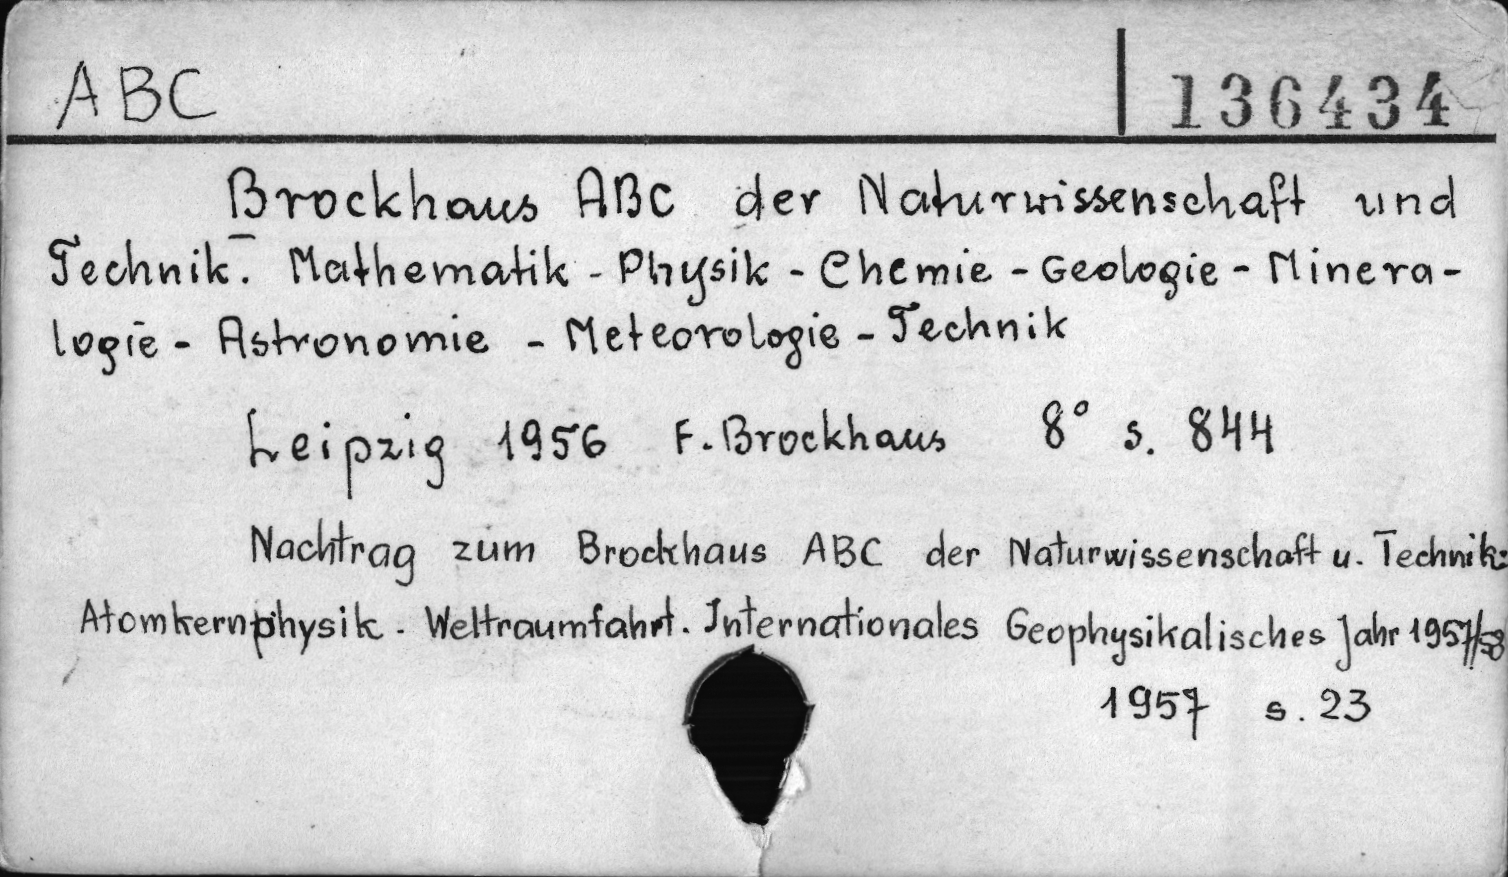 ABC
136434
Brockhaus ABC der Naturwissenschaft und
Technik. Mathematik - Physik - Chemie - Geologie - Minera-
logie - Astronomie - Meteorologie - Technik
Leipzig 1956 F. Brockhaus 8° s. 844
Nachtrag zum Brockhaus ABC der Naturwissenschaft u. Technik:
Atomkernphysik. Weltraumfahrt. Internationales Geophysikalisches Jahr 1957/58
1957 s. 23